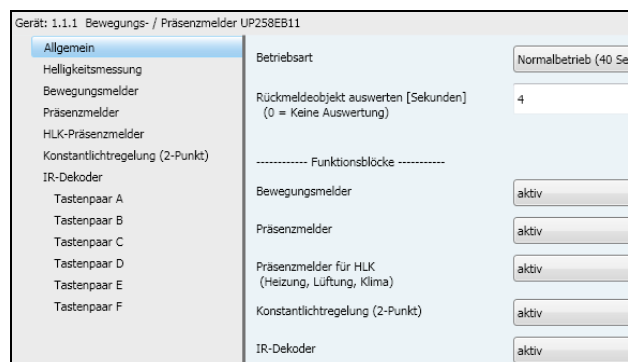 Gerät: 1.1.1 Bewegungs- / Präsenzmelder UP258EB11
Allgemein
Helligkeitsmessung
Bewegungsmelder
Präsenzmelder
HLK-Präsenzmelder
Konstantlichtregelung (2-Punkt)
IR-Dekoder
Tastenpaar A
Tastenpaar B
Tastenpaar C
Tastenpaar D
Tastenpaar E
Tastenpaar F
Betriebsart
Normalbetrieb (40 Se
Rückmeldeobjekt auswerten [Sekunden]
(0 = Keine Auswertung)
4
------------ Funktionsblöcke -----------
Bewegungsmelder
aktiv
Präsenzmelder
aktiv
Präsenzmelder für HLK
(Heizung, Lüftung, Klima)
aktiv
Konstantlichtregelung (2-Punkt)
aktiv
IR-Dekoder
aktiv